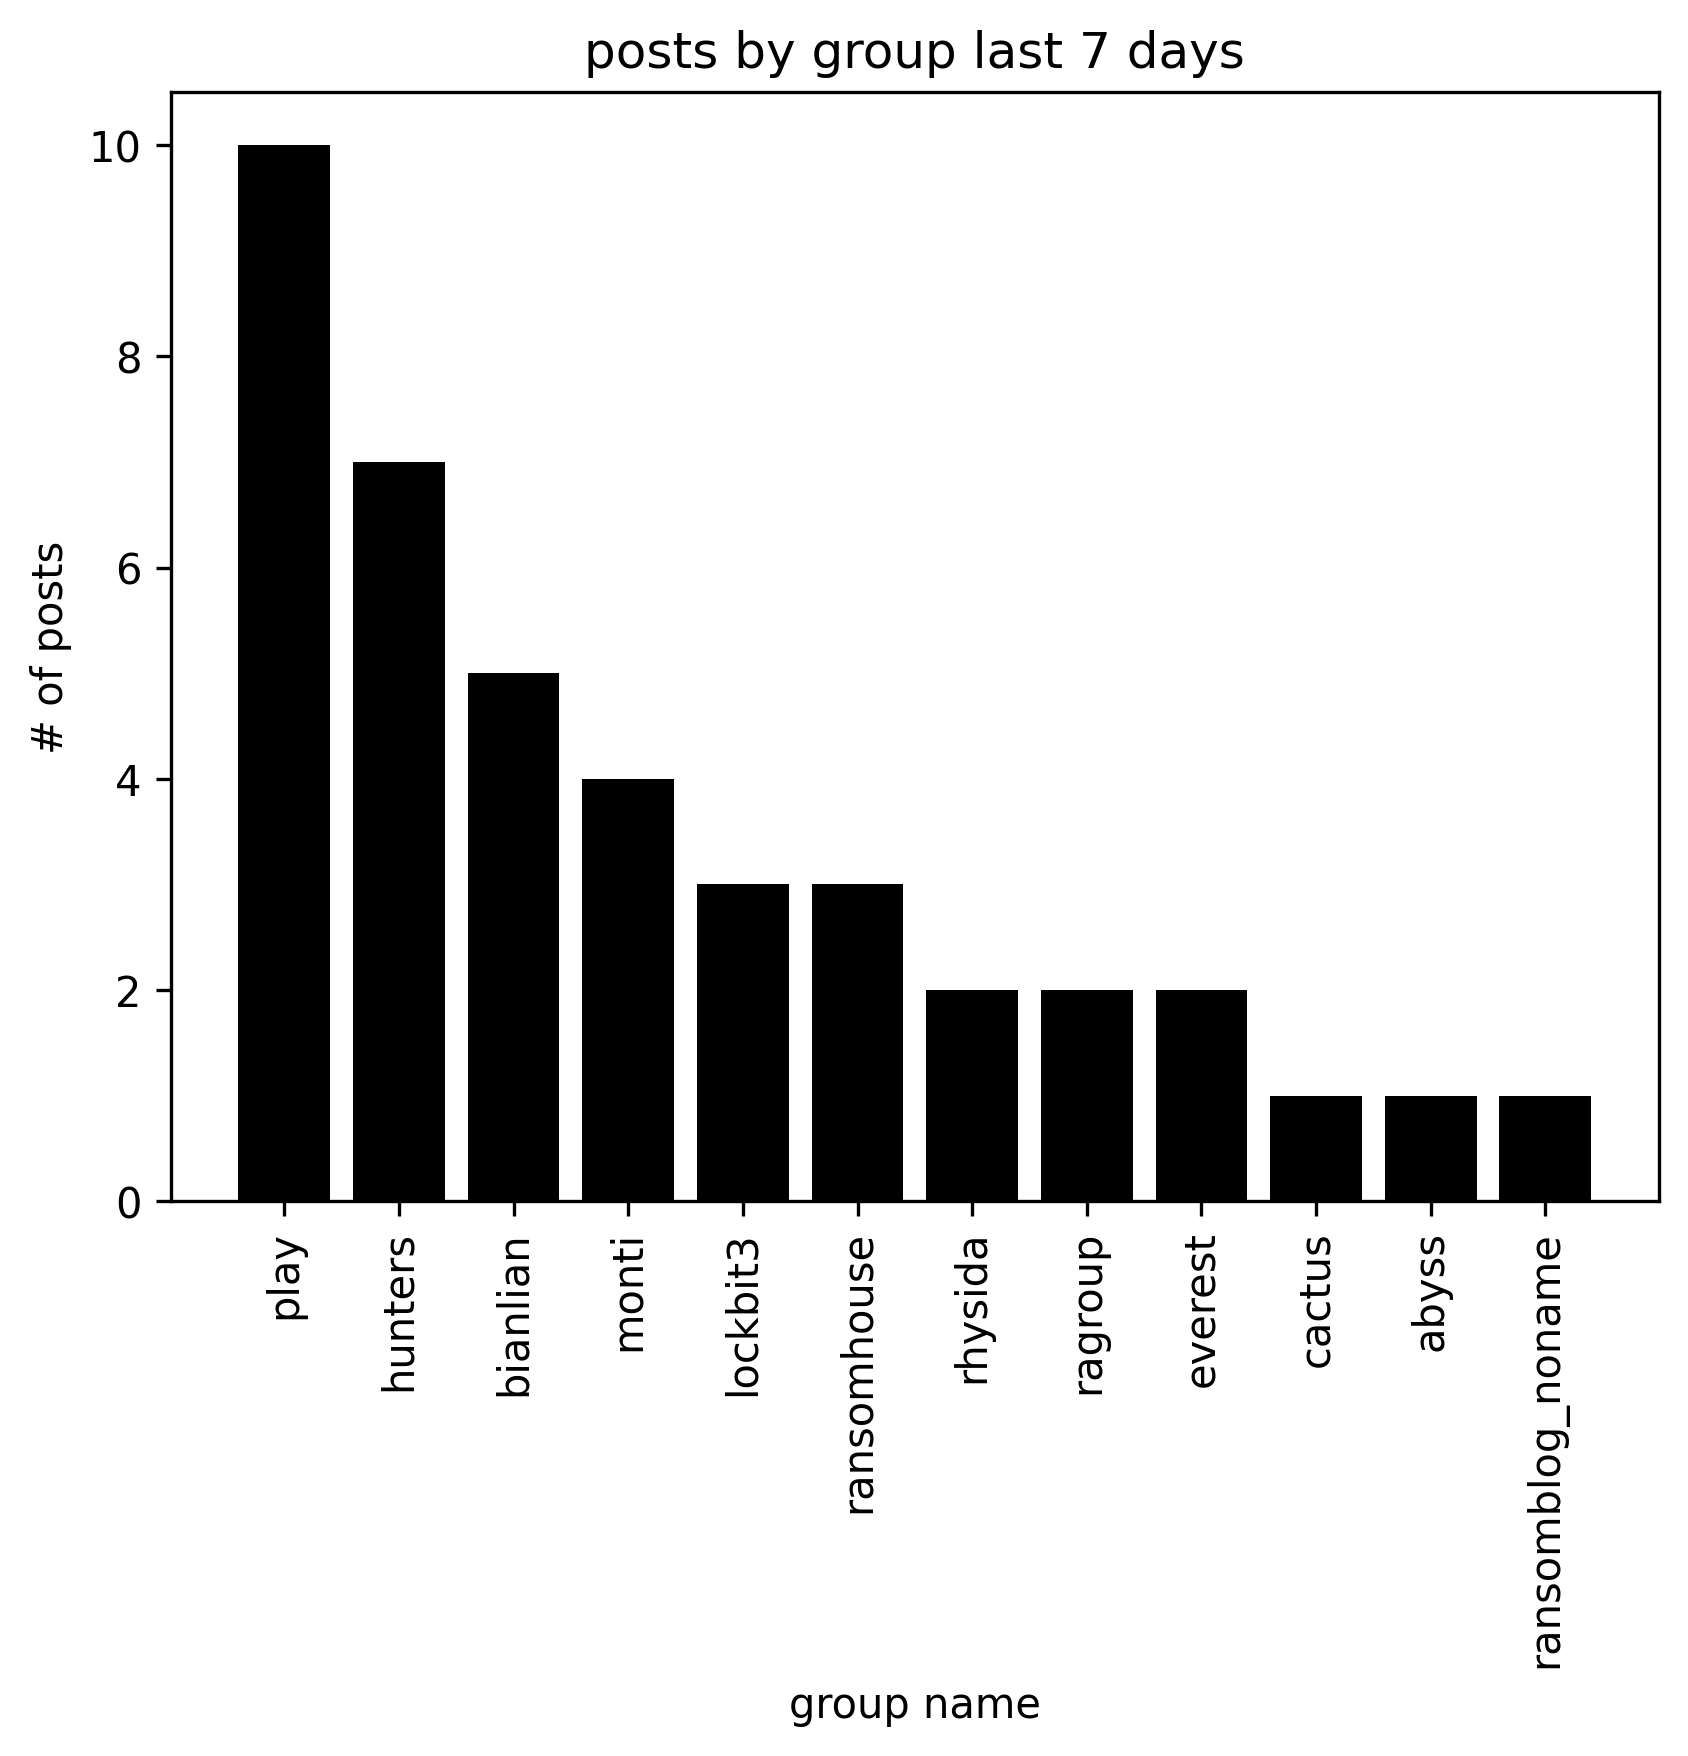 posts by group last 7 days
# of posts
10
8
6
4
2
0
play
hunters
bianlian
monti
lockbit3
ransomhouse
rhysida
ragroup
everest
cactus
abyss
ransomblog_noname
group name